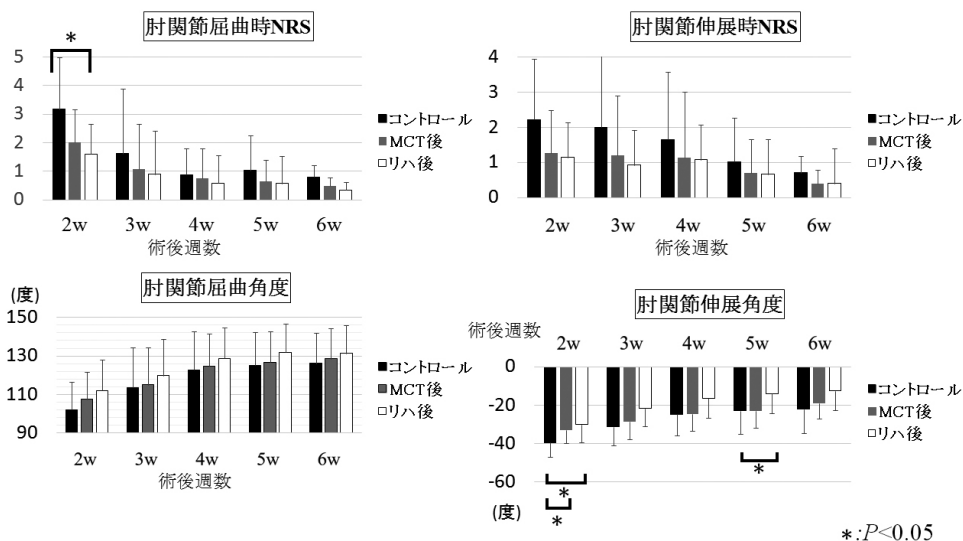 肘関節屈曲時NRS
*
5
4
3
2
1
0
2w 3w 4w 5w 6w
術後週数
コントロール
MCT後
リハ後
肘関節伸展時NRS
4
3
2
1
0
2w 3w 4w 5w 6w
術後週数
コントロール
MCT後
リハ後
肘関節屈曲角度
(度)
150
130
110
90
2w 3w 4w 5w 6w
術後週数
コントロール
MCT後
リハ後
肘関節伸展角度
術後週数
2w 3w 4w 5w 6w
0
-20
-40
-60
(度)
コントロール
MCT後
リハ後
*
*
*
*:P<0.05